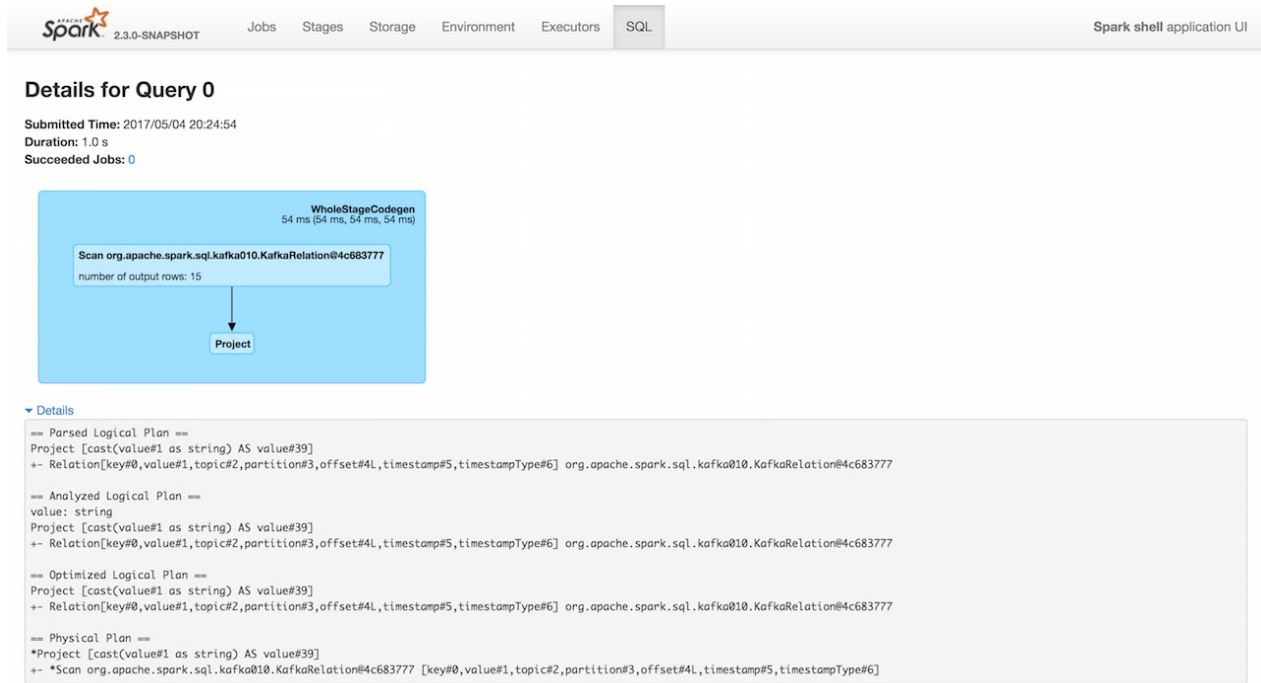 APACHE
Spark 2.3.0-SNAPSHOT Jobs Stages Storage Environment Executors SQL Spark shell application UI
Details for Query 0
Submitted Time: 2017/05/04 20:24:54
Duration: 1.0 s
Succeeded Jobs: 0
WholeStageCodegen
54 ms (54 ms, 54 ms, 54 ms)
Scan org.apache.spark.sql.kafka010.KafkaRelation@4c683777
number of output rows: 15
Project
Details
== Parsed Logical Plan ==
Project [cast(value#1 as string) AS value#39]
+- Relation[key#0,value#1,topic#2,partition#3,offset#4L,timestamp#5,timestampType#6] org.apache.spark.sql.kafka010.KafkaRelation@4c683777
== Analyzed Logical Plan ==
value: string
Project [cast(value#1 as string) AS value#39]
+- Relation[key#0,value#1,topic#2,partition#3,offset#4L,timestamp#5,timestampType#6] org.apache.spark.sql.kafka010.KafkaRelation@4c683777
== Optimized Logical Plan ==
Project [cast(value#1 as string) AS value#39]
+- Relation[key#0,value#1,topic#2,partition#3,offset#4L,timestamp#5,timestampType#6] org.apache.spark.sql.kafka010.KafkaRelation@4c683777
== Physical Plan ==
*Project [cast(value#1 as string) AS value#39]
+- *Scan org.apache.spark.sql.kafka010.KafkaRelation@4c683777 [key#0,value#1,topic#2,partition#3,offset#4L,timestamp#5,timestampType#6]